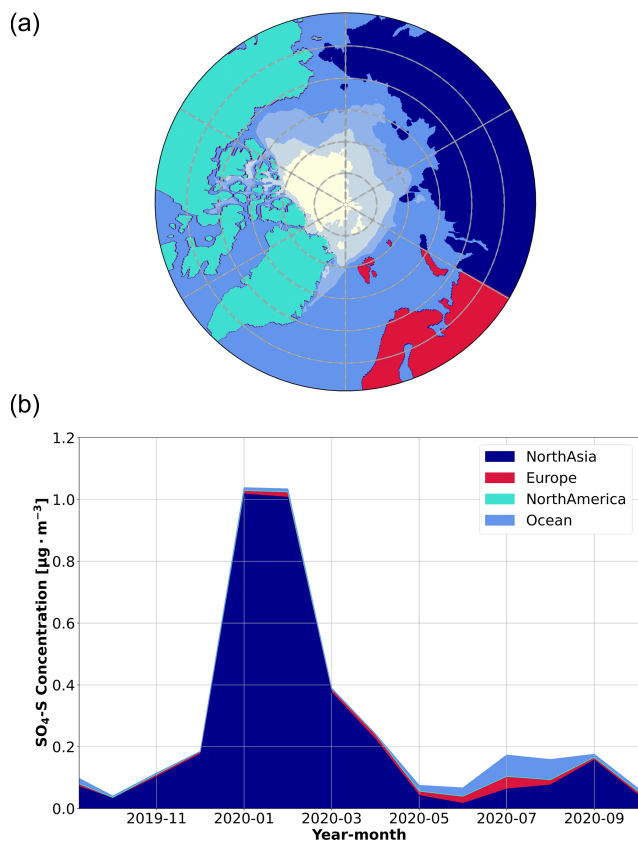 (a)
(b)
SO₄-S Concentration [µg · m⁻³]
1.2
1.0
0.8
0.6
0.4
0.2
0.0
NorthAsia
Europe
NorthAmerica
Ocean
2019-11 2020-01 2020-03 2020-05 2020-07 2020-09
Year-month